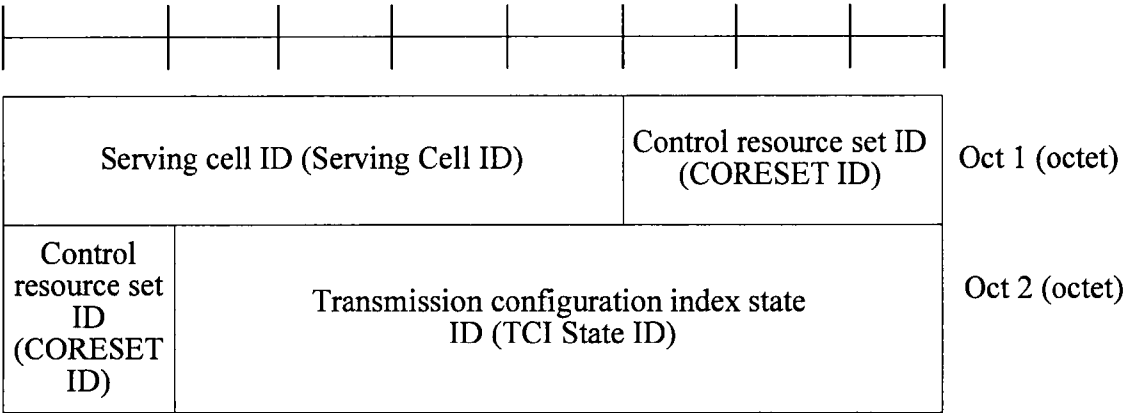 Serving cell ID (Serving Cell ID)
Control resource set ID
(CORESET ID)
Oct 1 (octet)
Control
resource set
ID
(CORESET
ID)
Transmission configuration index state
ID (TCI State ID)
Oct 2 (octet)